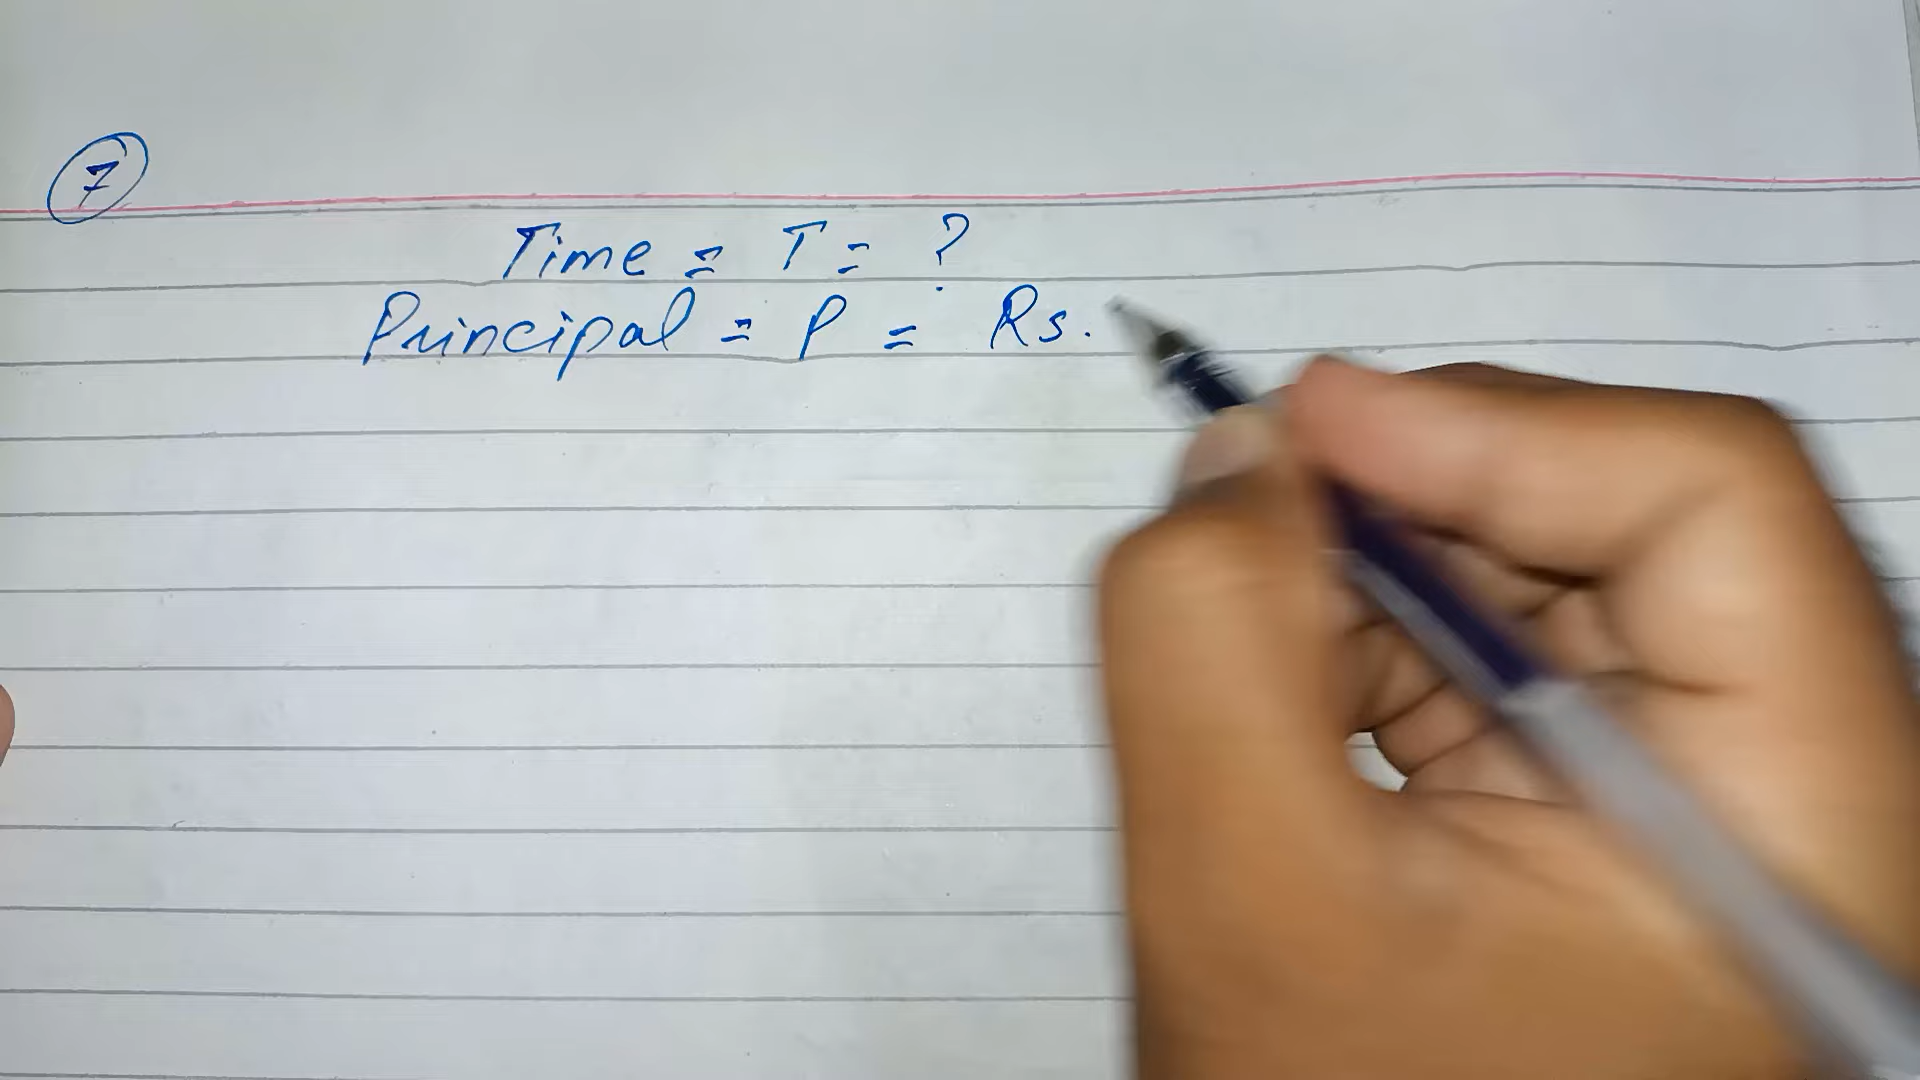 7
Time = T = ?
Principal = P = Rs.